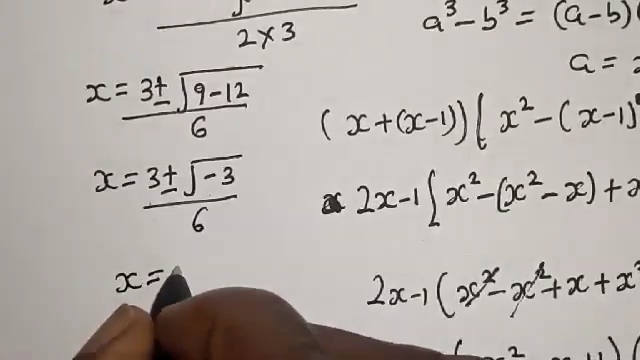 2 × 3
x = 3 ± √9 - 12
6
x = 3 ± √-3
6
x =
a³ - b³ = (a - b)(
a =
(x + (x - 1)) [x² - (x - 1)
2x - 1 [x² - (x² - x) +
2x - 1 (x² - x² + x + x²